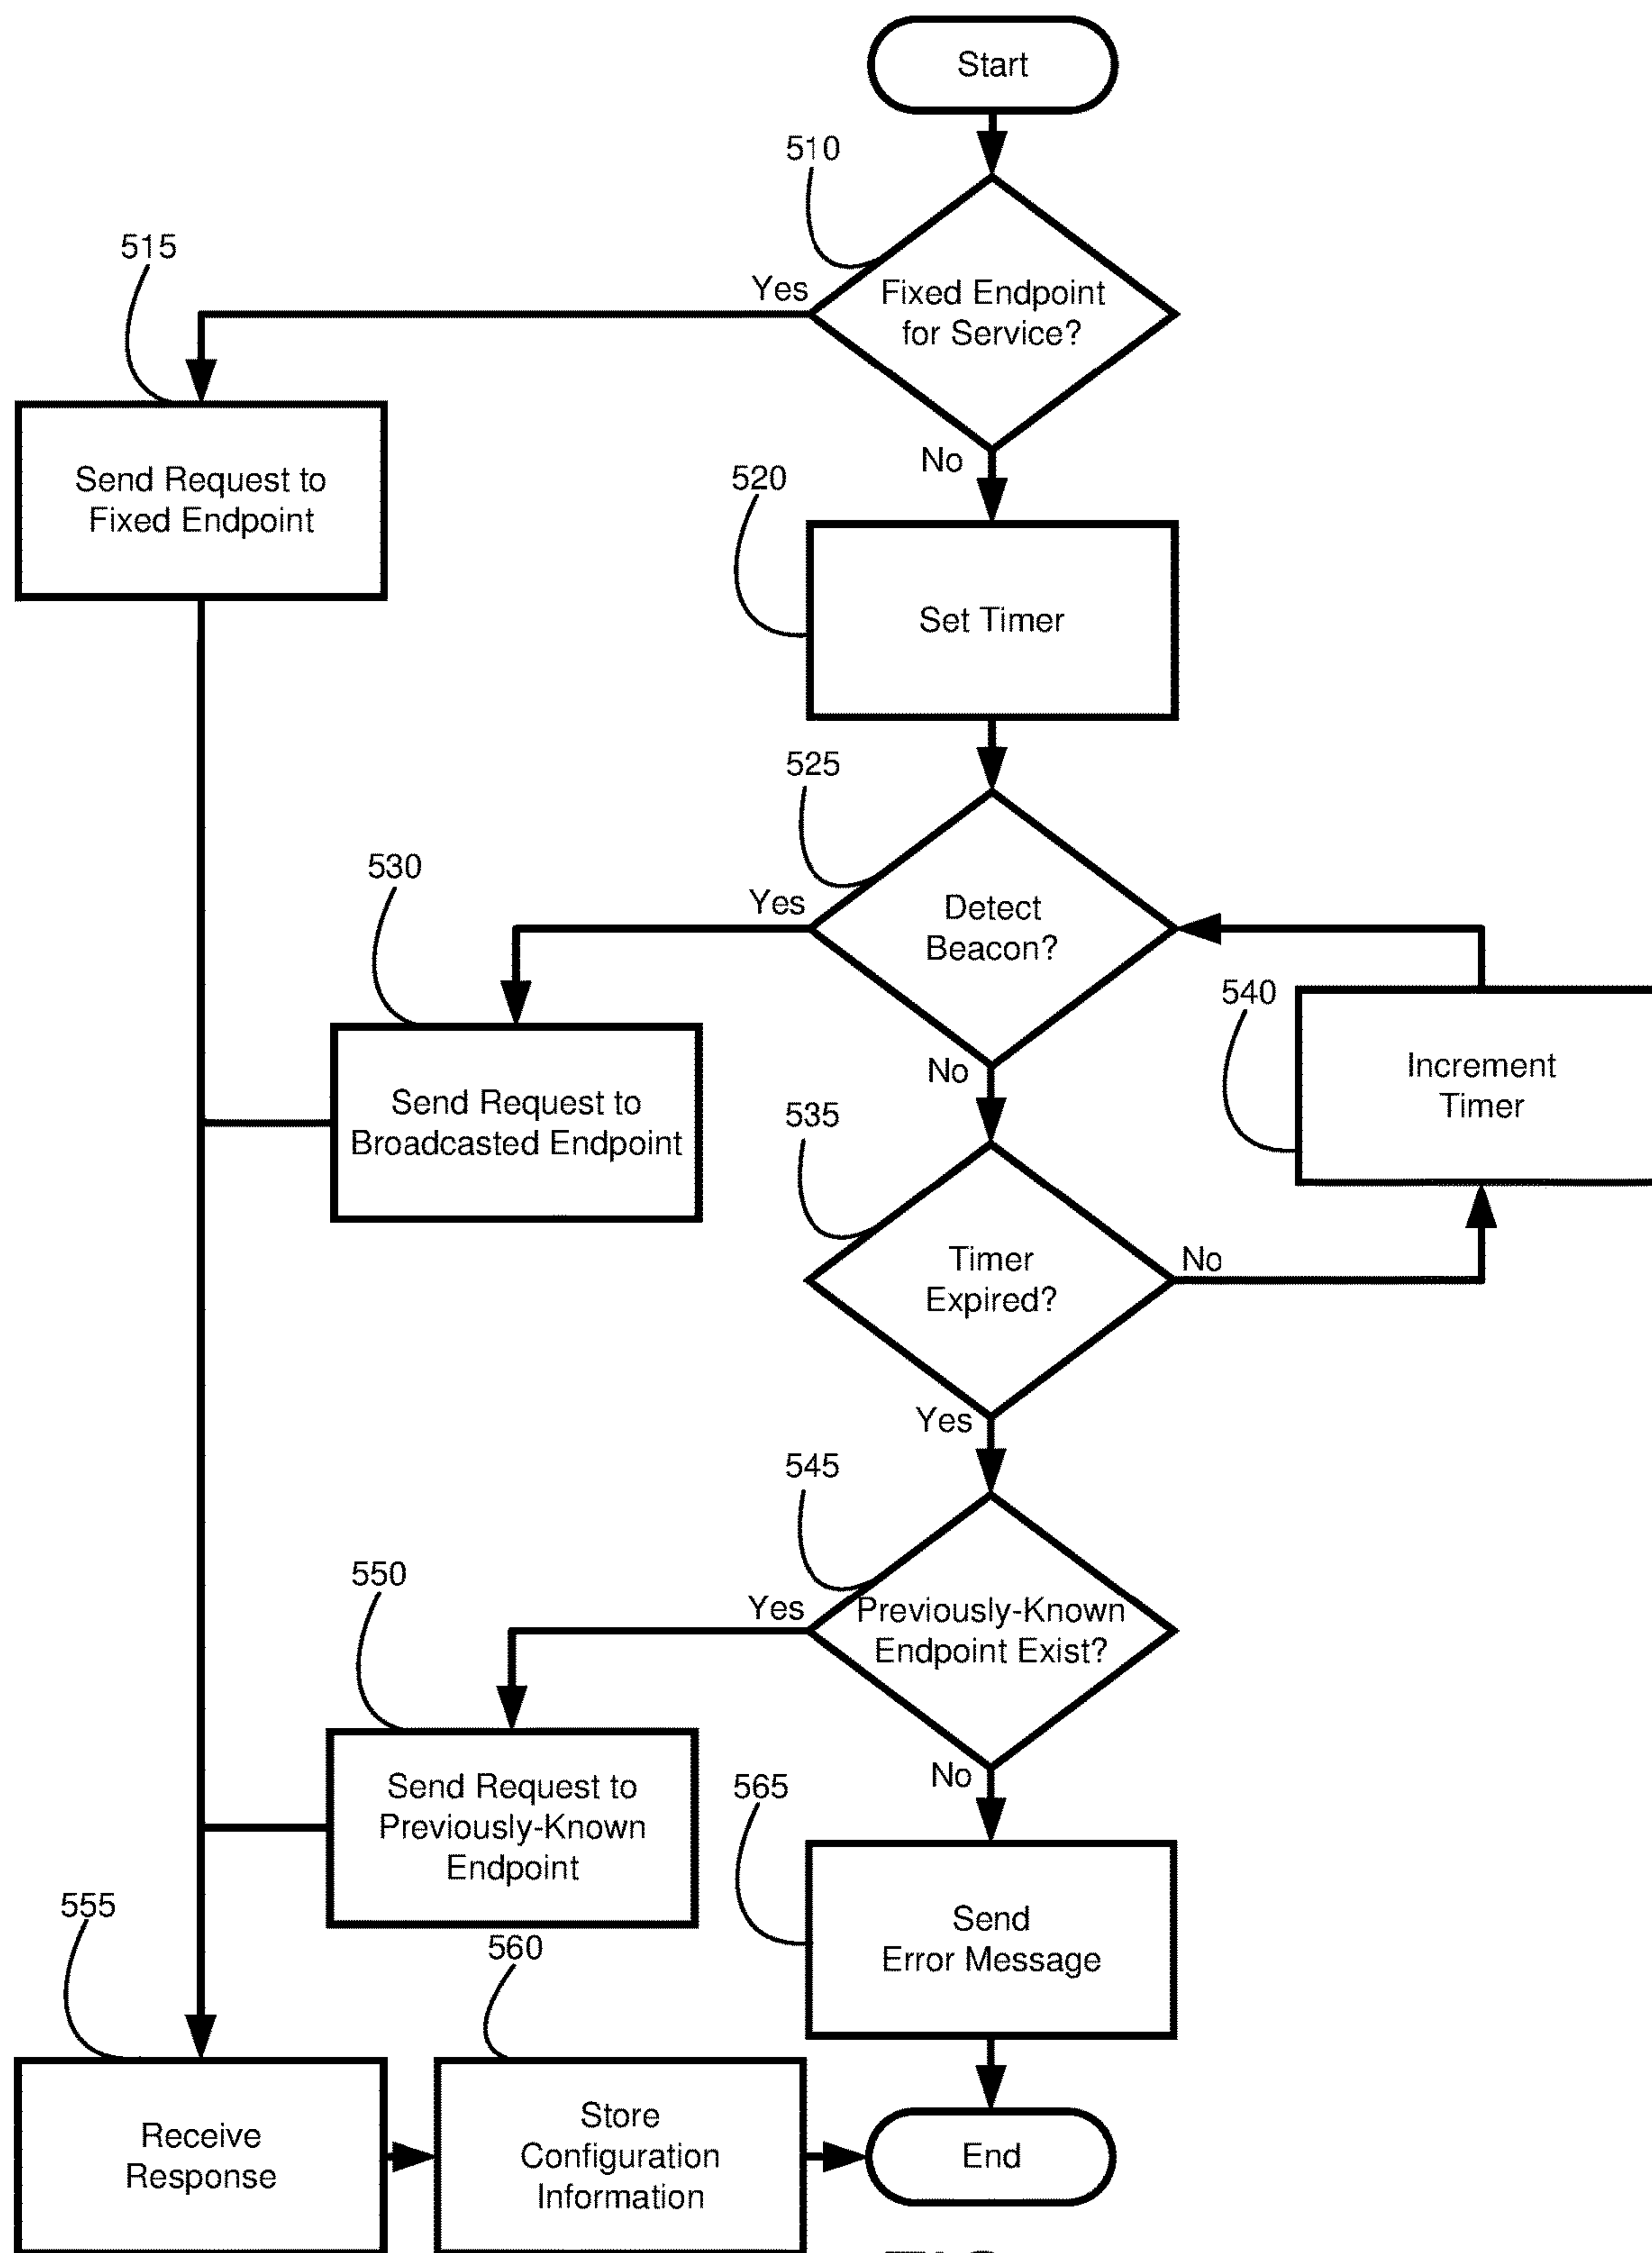 Start
510
515
Yes
Fixed Endpoint
for Service?
No
Send Request to
Fixed Endpoint
520
Set Timer
525
530
Yes
Detect
Beacon?
540
No
Increment
Timer
Send Request to
Broadcasted Endpoint
535
Timer
Expired?
No
Yes
545
550
Yes
Previously-Known
Endpoint Exist?
No
565
Send Request to
Previously-Known
Endpoint
555
560
Send
Error Message
Receive
Response
Store
Configuration
Information
End